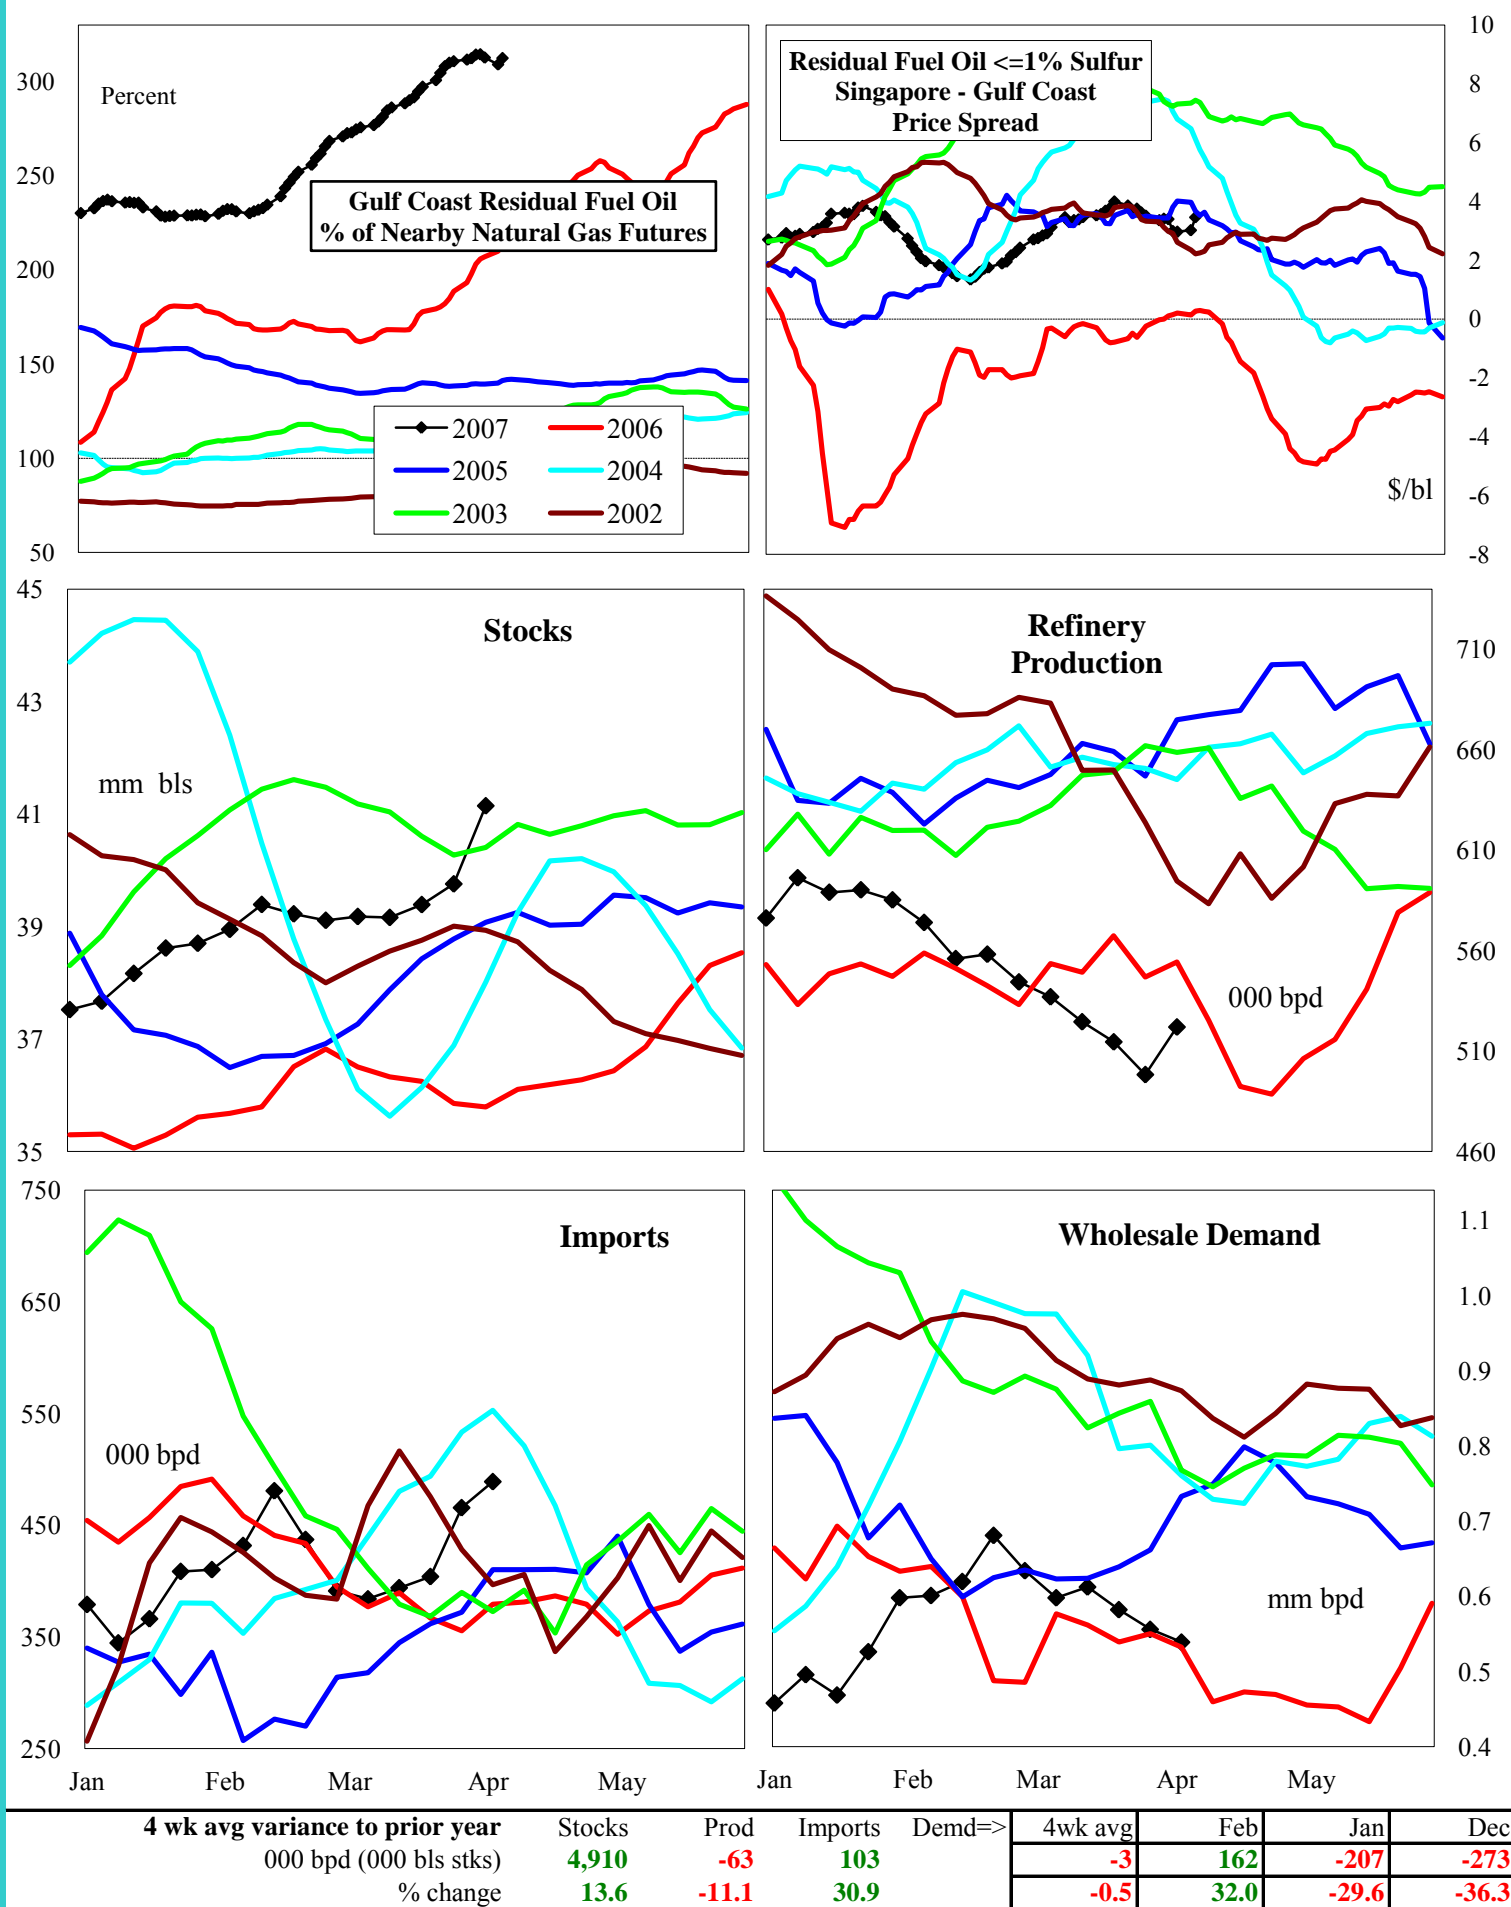 300
250
200
150
100
50
Percent
Gulf Coast Residual Fuel Oil
% of Nearby Natural Gas Futures
2007 2006
2005 2004
2003 2002
Residual Fuel Oil <=1% Sulfur
Singapore - Gulf Coast
Price Spread
10
8
6
4
2
0
-2
-4
-6
-8
$/bl
45
43
41
39
37
35
Stocks
mm bls
Refinery
Production
710
660
610
560
510
460
000 bpd
750
650
550
450
350
250
Imports
000 bpd
Jan Feb Mar Apr May
Wholesale Demand
1.1
1.0
0.9
0.8
0.7
0.6
0.5
0.4
mm bpd
Jan Feb Mar Apr May
4 wk avg variance to prior year Stocks Prod Imports Demd=> 4wk avg Feb Jan Dec
000 bpd (000 bls stks) 4,910 -63 103 -3 162 -207 -273
% change 13.6 -11.1 30.9 -0.5 32.0 -29.6 -36.3